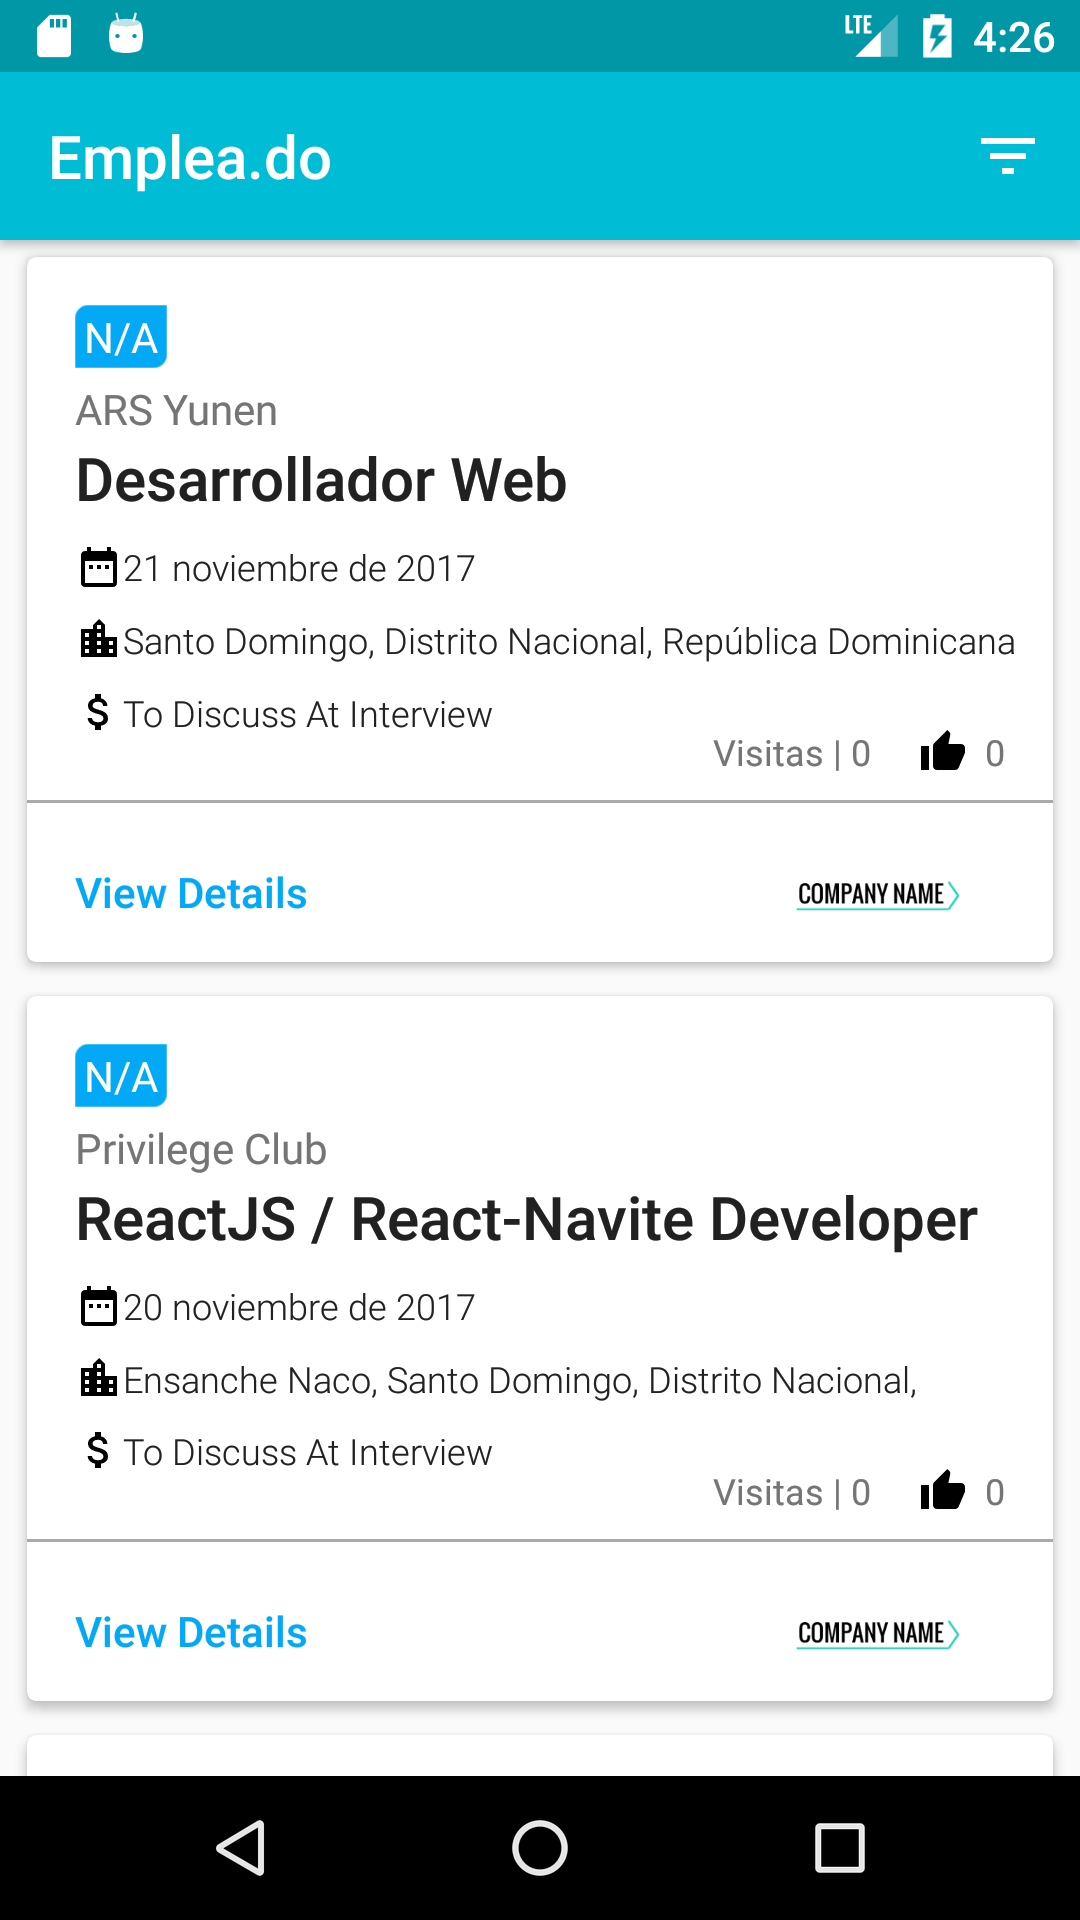 LTE 4:26
Emplea.do
N/A
ARS Yunen
Desarrollador Web
21 noviembre de 2017
Santo Domingo, Distrito Nacional, República Dominicana
To Discuss At Interview
Visitas | 0 0
View Details COMPANY NAME
N/A
Privilege Club
ReactJS / React-Navite Developer
20 noviembre de 2017
Ensanche Naco, Santo Domingo, Distrito Nacional,
To Discuss At Interview
Visitas | 0 0
View Details COMPANY NAME